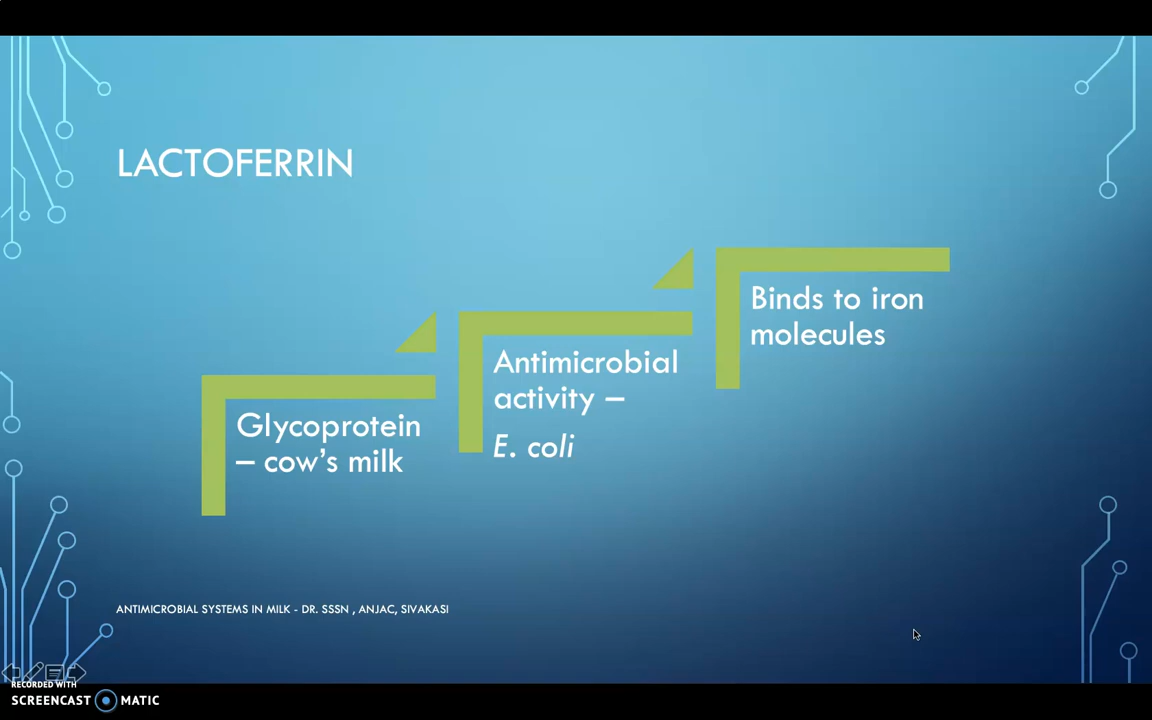 LACTOFERRIN
Glycoprotein
– cow’s milk
Antimicrobial
activity –
E. coli
Binds to iron
molecules
ANTIMICROBIAL SYSTEMS IN MILK - DR. SSSN , ANJAC, SIVAKASI
RECORDED WITH
SCREENCAST MATIC